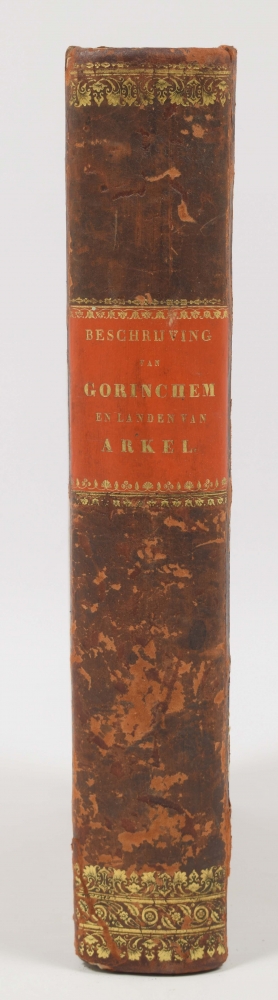 BESCHRIJVING
VAN
GORINCHEM
EN LANDEN VAN
ARKEL.